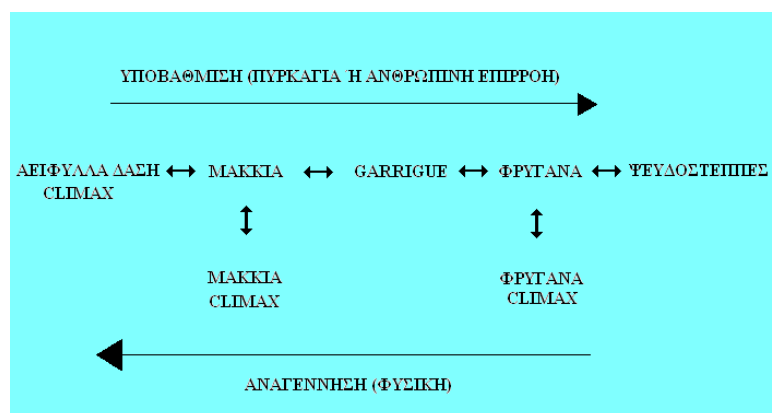 ΥΠΟΒΑΘΜΙΣΗ (ΠΥΡΚΑΓΙΑ Ή ΑΝΘΡΩΠΙΝΗ ΕΠΙΡΡΟΗ)
ΑΕΙΦΥΛΛΑ ΔΑΣΗ ΜΑΚΚΙΑ GARRIGUE ΦΡΥΓΑΝΑ ΨΕΥΔΟΣΤΕΠΠΕΣ
CLIMAX
ΜΑΚΚΙΑ ΦΡΥΓΑΝΑ
CLIMAX CLIMAX
ΑΝΑΓΕΝΝΗΣΗ (ΦΥΣΙΚΗ)